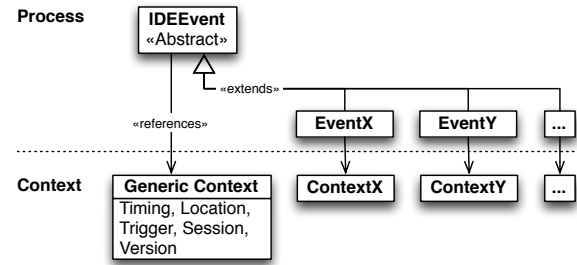 Process
IDEEvent
«Abstract»
«extends»
«references»
EventX
EventY
...
Context
Generic Context
Timing, Location,
Trigger, Session,
Version
ContextX
ContextY
...